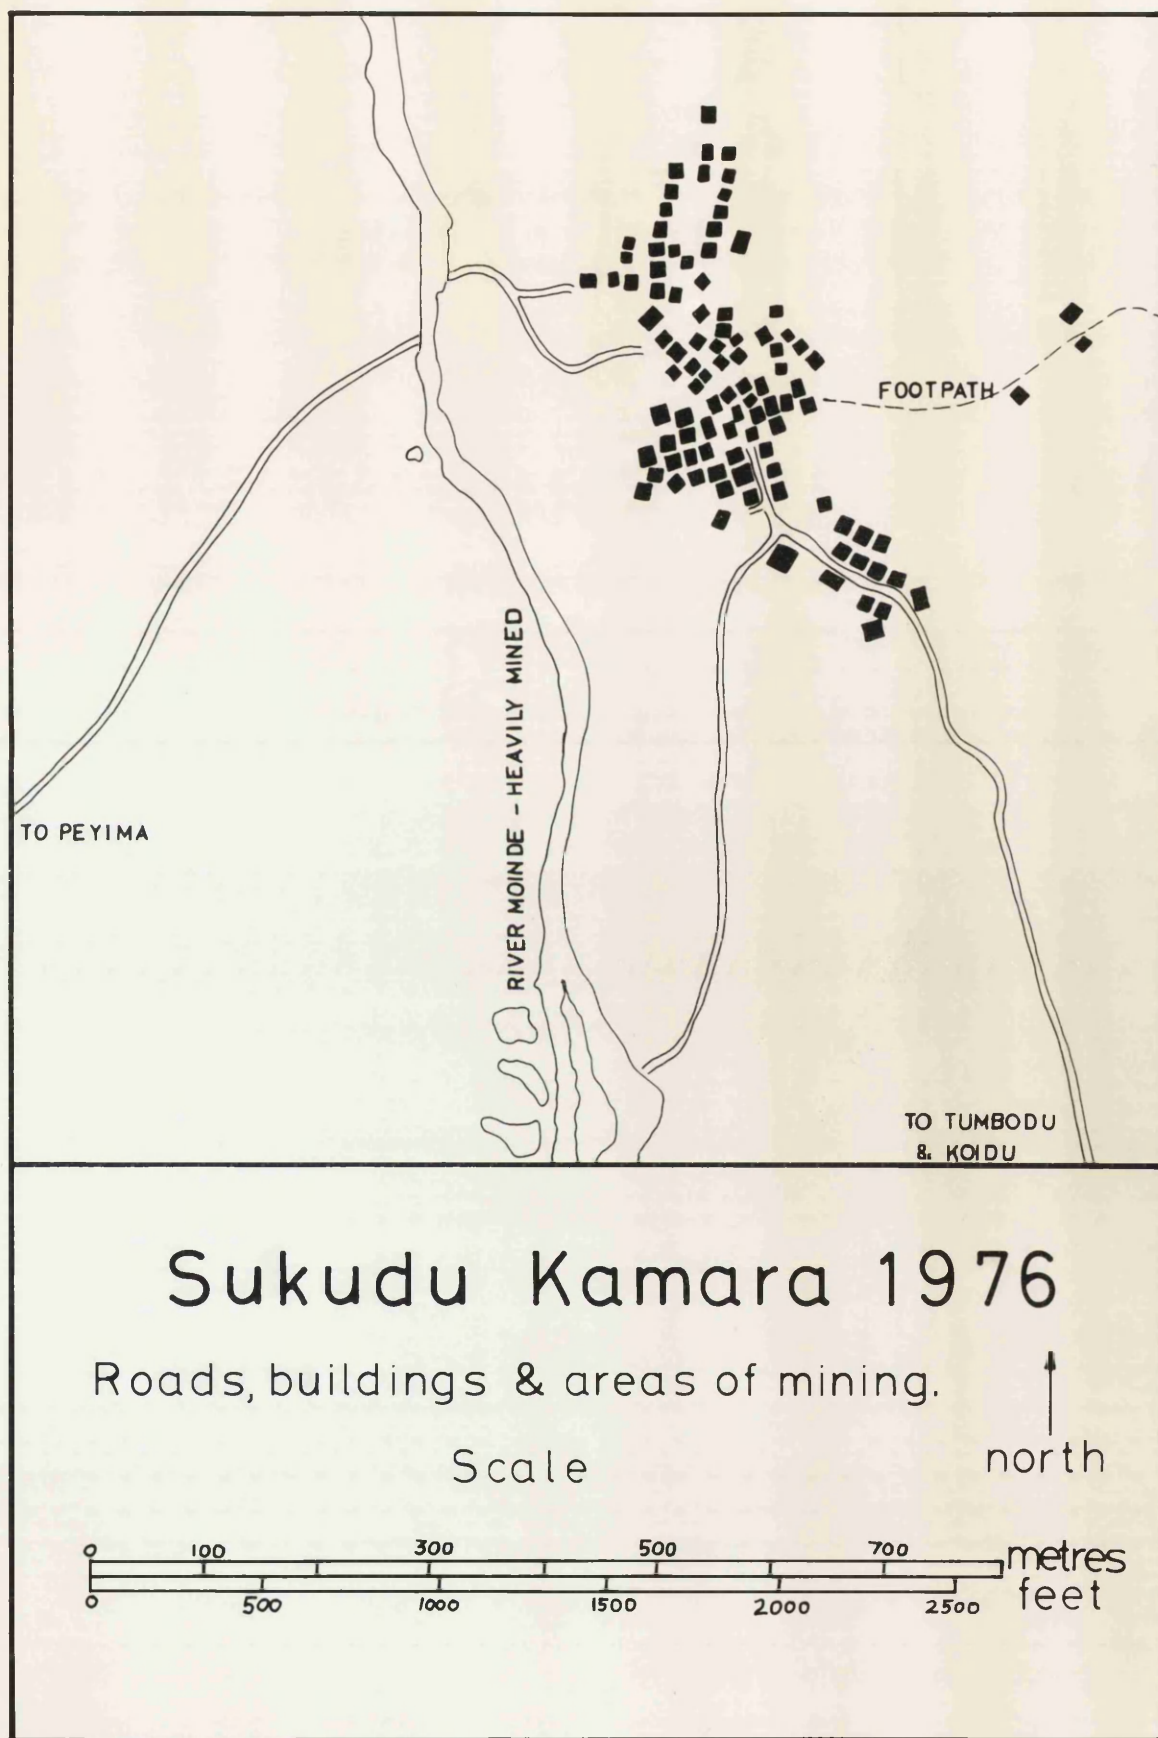 FOOTPATH
RIVER MOINDE - HEAVILY MINED
TO PEYIMA
TO TUMBODU
& KOIDU
Sukudu Kamara 1976
Roads, buildings & areas of mining.
Scale
north
0 100 300 500 700 metres
0 500 1000 1500 2000 2500 feet